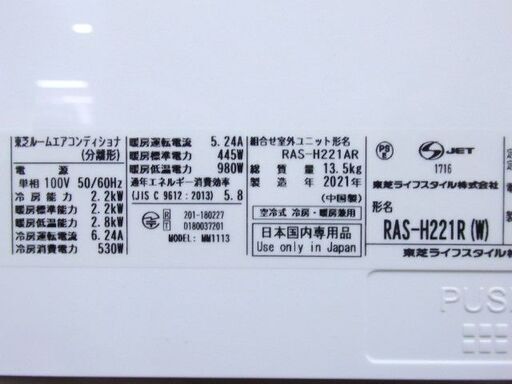 東芝ルームエアコンディショナ
(分離形)
電 源
単相 100V 50/60Hz
冷房能力 2.2kW
暖房標準能力 2.2kW
暖房低温能力 2.8kW
冷房運転電流 6.24A
冷房消費電力 530W
暖房運転電流 5.24A
暖房標準電力 445W
暖房低温電力 980W
通年エネルギー消費効率
(JIS C 9612:2013) 5.8
R 201-180227
T 0180037201
MODEL: MM1113
組合せ室外ユニット形名
RAS-H221AR
総 質 量 13.5kg
製 造 年 2021年
(中国製)
空冷式 冷房・暖房兼用
日本国内専用品
Use only in Japan
PS
E
JET
1716
東芝ライフスタイル株式会社
形名
RAS-H221R(W)
東芝ライフスタイル株
PUS